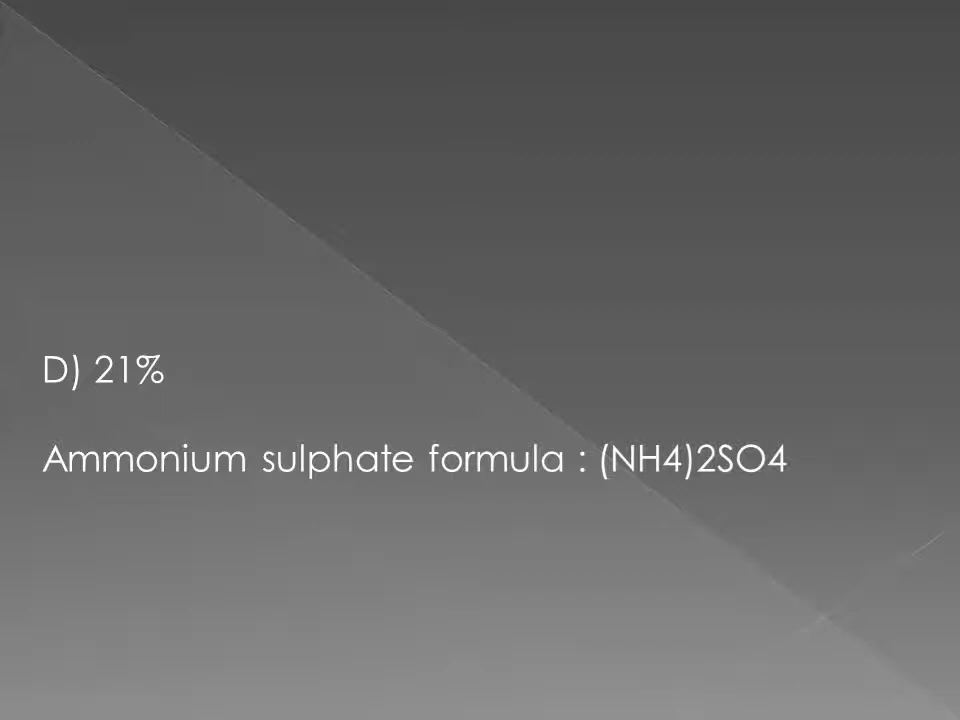 D) 21%
Ammonium sulphate formula : (NH4)2SO4